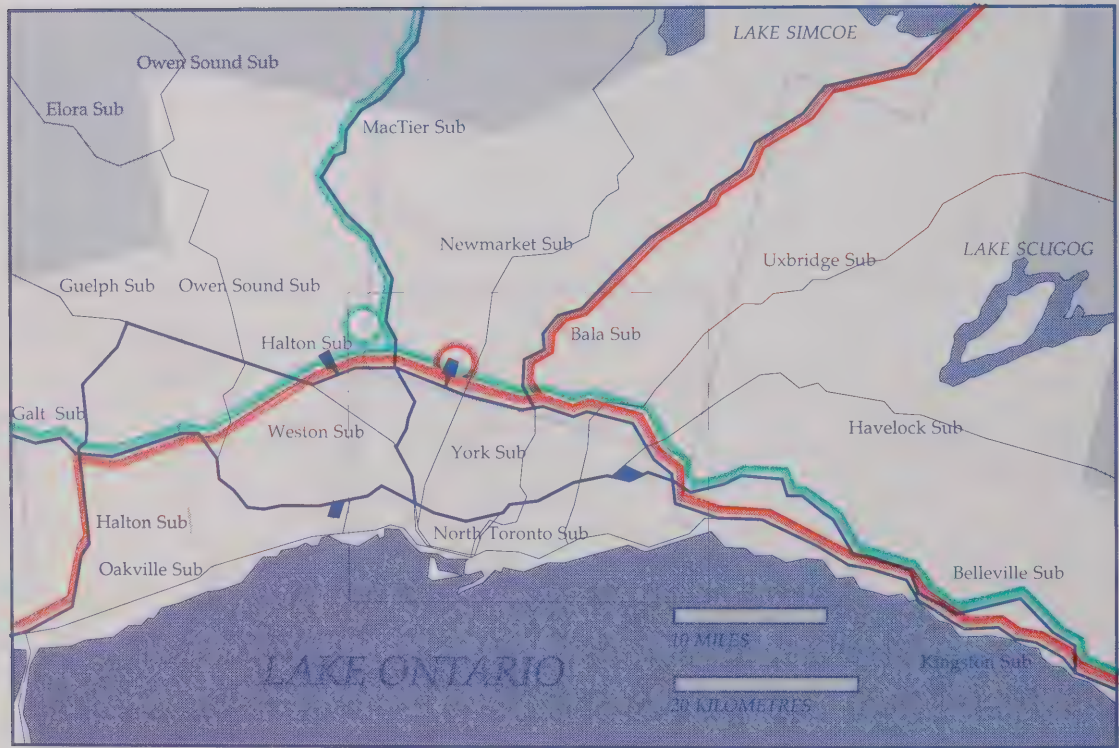 LAKE SIMCOE
Owen Sound Sub
Elora Sub
MacTier Sub
Newmarket Sub
LAKE SCUGOG
Uxbridge Sub
Guelph Sub
Owen Sound Sub
Bala Sub
Halton Sub
Galt Sub
Havelock Sub
Weston Sub
York Sub
Halton Sub
North Toronto Sub
Oakville Sub
Belleville Sub
10 MILES
LAKE ONTARIO
Kingston Sub
20 KILOMETRES